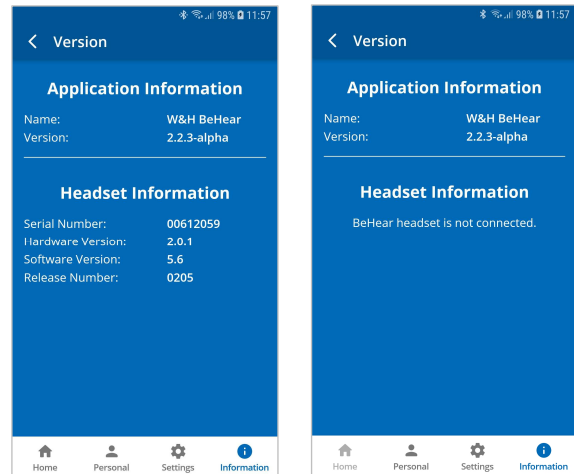 98% 11:57
Version
Application Information
Name: W&H BeHear
Version: 2.2.3-alpha
Headset Information
Serial Number: 00612059
Hardware Version: 2.0.1
Software Version: 5.6
Release Number: 0205
Home Personal Settings Information
98% 11:57
Version
Application Information
Name: W&H BeHear
Version: 2.2.3-alpha
Headset Information
BeHear headset is not connected.
Home Personal Settings Information